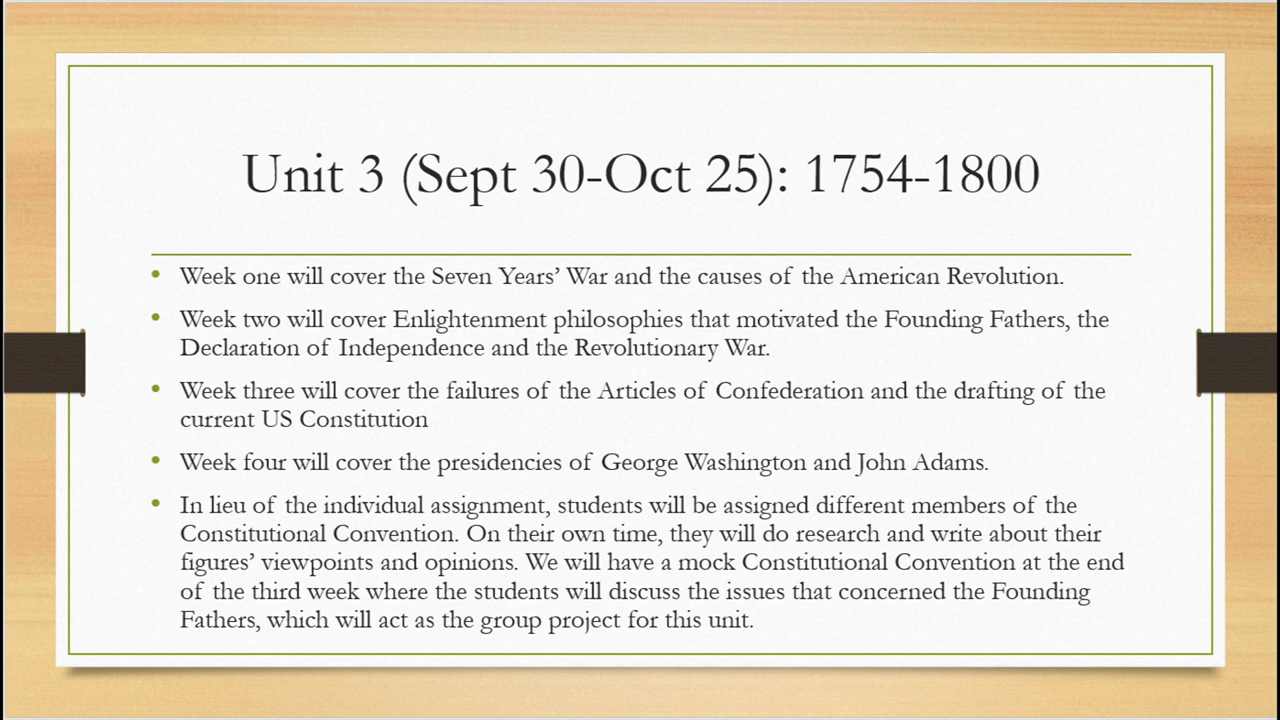 Unit 3 (Sept 30-Oct 25): 1754-1800
• Week one will cover the Seven Years’ War and the causes of the American Revolution.
• Week two will cover Enlightenment philosophies that motivated the Founding Fathers, the
Declaration of Independence and the Revolutionary War.
• Week three will cover the failures of the Articles of Confederation and the drafting of the
current US Constitution
• Week four will cover the presidencies of George Washington and John Adams.
• In lieu of the individual assignment, students will be assigned different members of the
Constitutional Convention. On their own time, they will do research and write about their
figures’ viewpoints and opinions. We will have a mock Constitutional Convention at the end
of the third week where the students will discuss the issues that concerned the Founding
Fathers, which will act as the group project for this unit.